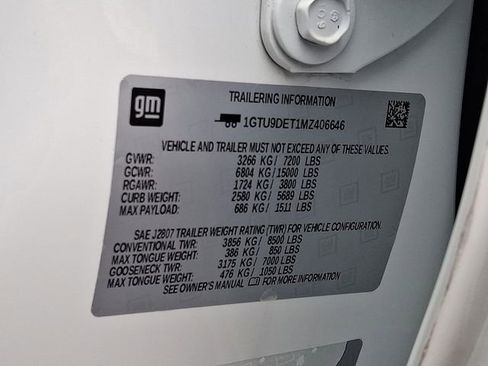 gm
TRAILERING INFORMATION
1GTU9DET1MZ406646
VEHICLE AND TRAILER MUST NOT EXCEED ANY OF THESE VALUES
GVWR: 3266 KG / 7200 LBS
GCWR: 6804 KG / 15000 LBS
RGAWR: 1724 KG / 3800 LBS
CURB WEIGHT: 2580 KG / 5689 LBS
MAX PAYLOAD: 686 KG / 1511 LBS
SAE J2807 TRAILER WEIGHT RATING (TWR) FOR VEHICLE CONFIGURATION.
CONVENTIONAL TWR: 3856 KG / 8500 LBS
MAX TONGUE WEIGHT: 386 KG / 850 LBS
GOOSENECK TWR: 3175 KG / 7000 LBS
MAX TONGUE WEIGHT: 476 KG / 1050 LBS
SEE OWNER'S MANUAL FOR MORE INFORMATION